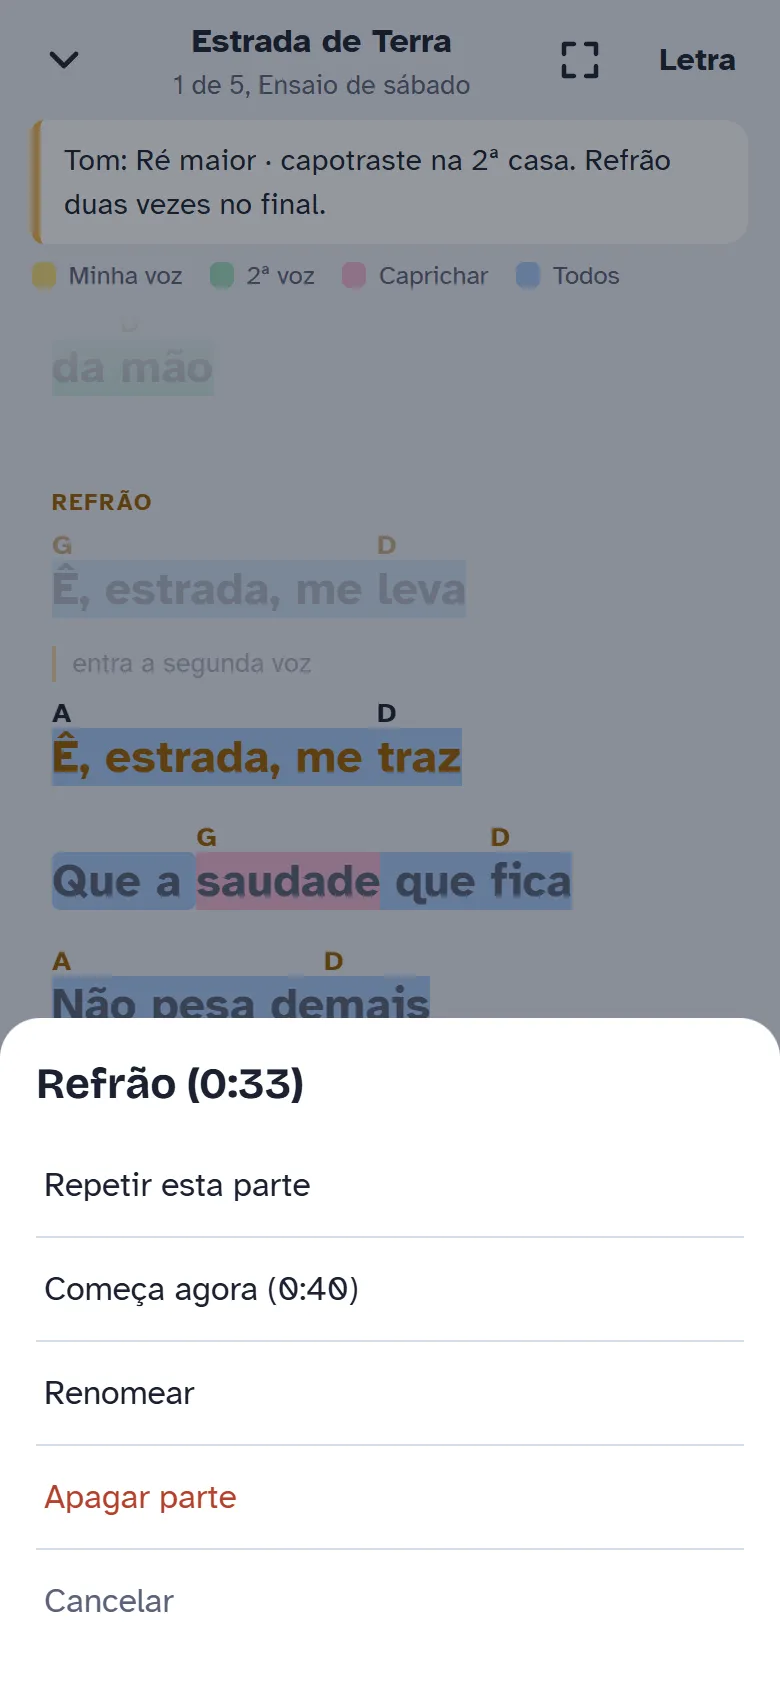 Estrada de Terra
1 de 5, Ensaio de sábado
Letra
Tom: Ré maior · capotraste na 2ª casa. Refrão
duas vezes no final.
Minha voz
2ª voz
Caprichar
Todos
D
da mão
REFRÃO
G D
Ê, estrada, me leva
entra a segunda voz
A D
Ê, estrada, me traz
G D
Que a saudade que fica
A D
Não pesa demais
Refrão (0:33)
Repetir esta parte
Começa agora (0:40)
Renomear
Apagar parte
Cancelar